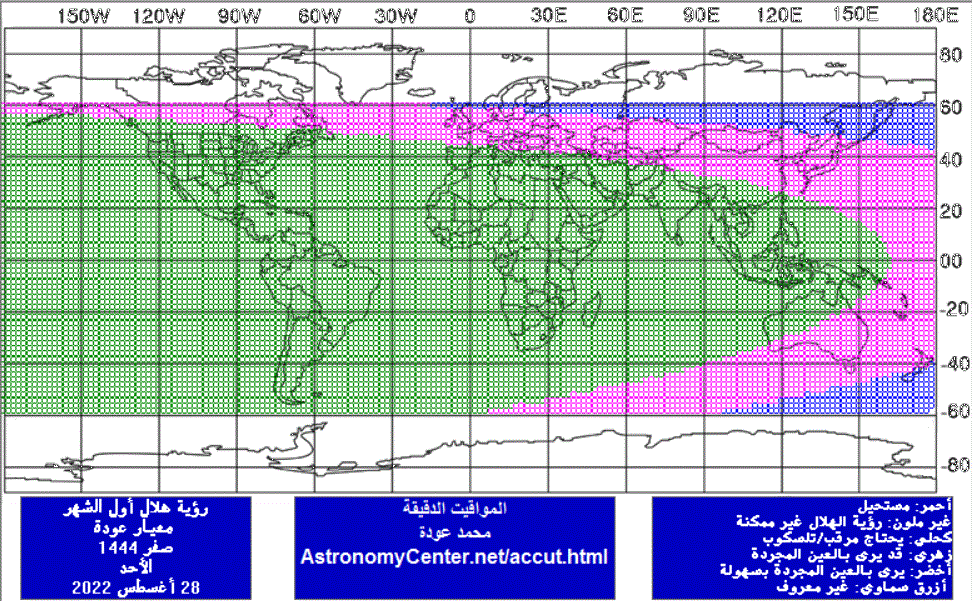 150W 120W 90W 60W 30W 0 30E 60E 90E 120E 150E 180E
80
60
40
20
00
-20
-40
-60
-80
رؤية هلال أول الشهر
معيار عودة
صفر 1444
الأحد
28 أغسطس 2022
المواقيت الدقيقة
محمد عودة
AstronomyCenter.net/accut.html
أحمر: مستحيل
غير ملون: رؤية الهلال غير ممكنة
كحلي: يحتاج مرقب/تلسكوب
زهري: قد يرى بالعين المجردة
أخضر: يرى بالعين المجردة بسهولة
أزرق سماوي: غير معروف